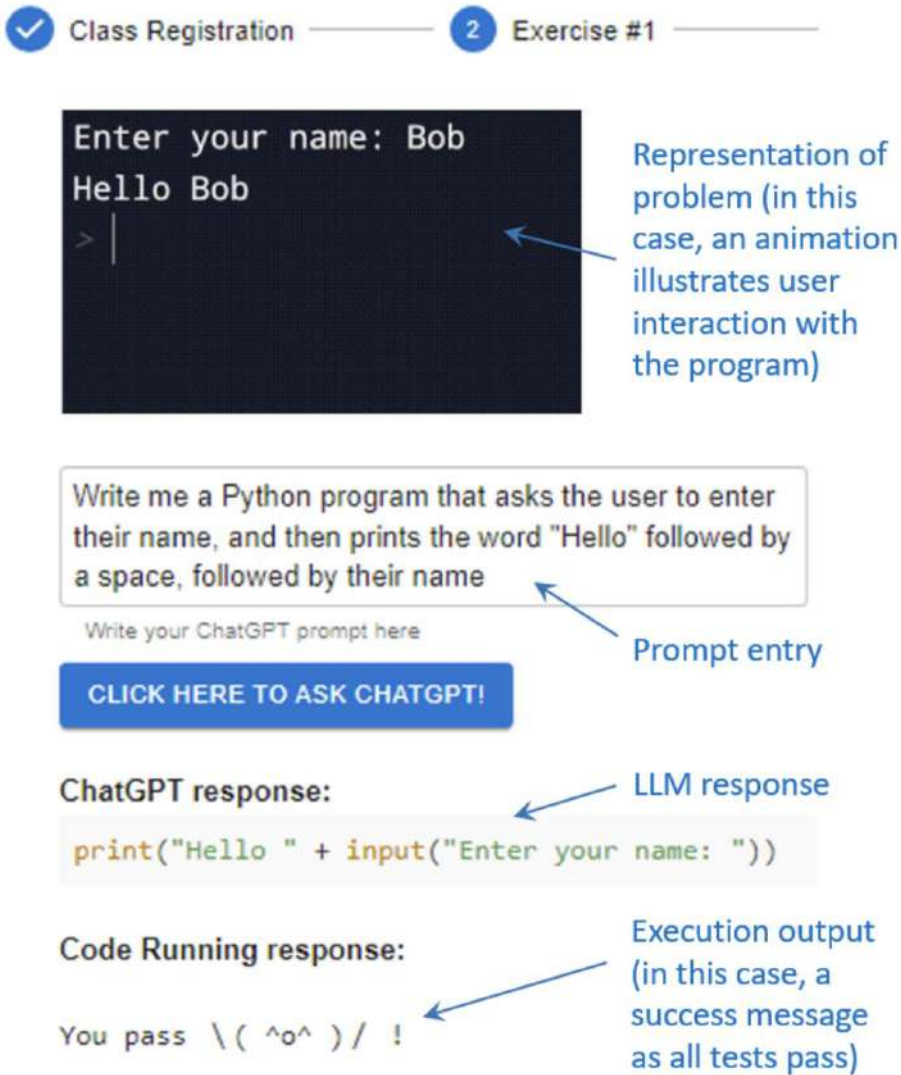 Class Registration
2 Exercise #1
Enter your name: Bob
Hello Bob
>
Representation of
problem (in this
case, an animation
illustrates user
interaction with
the program)
Write me a Python program that asks the user to enter
their name, and then prints the word "Hello" followed by
a space, followed by their name
Write your ChatGPT prompt here
Prompt entry
CLICK HERE TO ASK CHATGPT!
ChatGPT response:
LLM response
print("Hello " + input("Enter your name: "))
Code Running response:
Execution output
(in this case, a
success message
as all tests pass)
You pass \( ^o^ )/ !